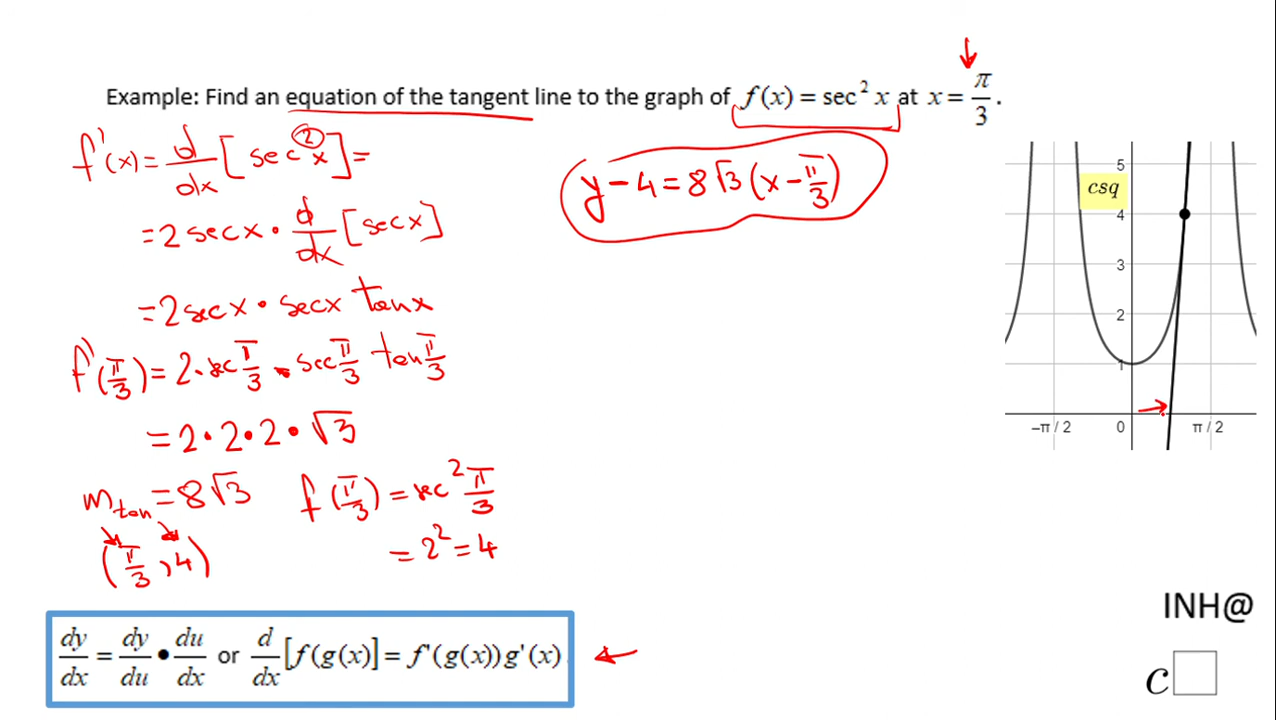 Example: Find an equation of the tangent line to the graph of f(x) = sec² x at x = π/3.
f'(x) = d/dx [sec² x] =
= 2 sec x • d/dx [sec x]
= 2 sec x • sec x tan x
f'(π/3) = 2 • sec π/3 • sec π/3 tan π/3
= 2 • 2 • 2 • √3
m tan = 8√3
(π/3, 4)
f(π/3) = sec² π/3
= 2² = 4
y − 4 = 8√3 (x − π/3)
csq
5
4
3
2
1
−π / 2 0 π / 2
dy/dx = dy/du • du/dx or d/dx [f(g(x)] = f'(g(x))g'(x)
INH@
c